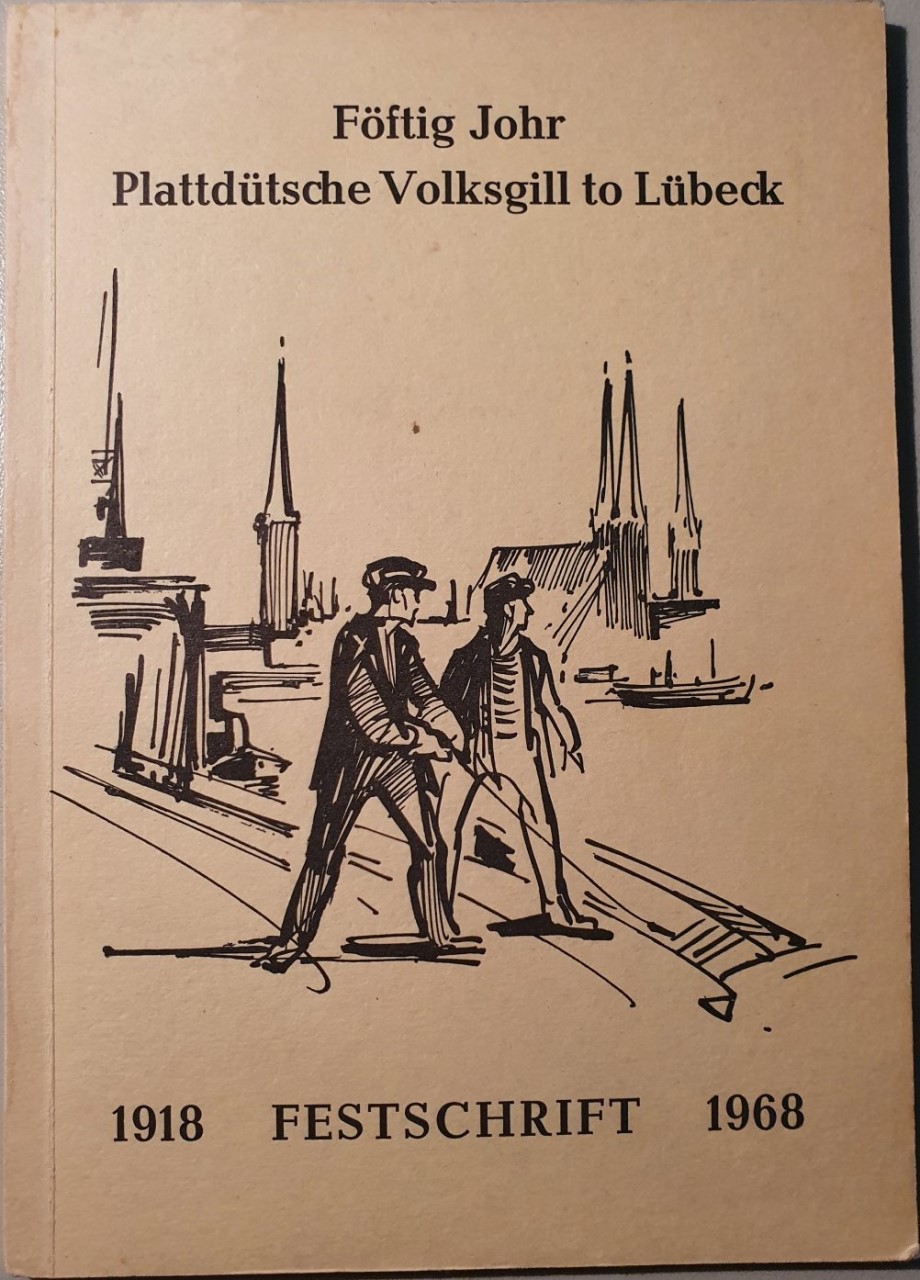 Föftig Johr
Plattdütsche Volksgill to Lübeck
1918 FESTSCHRIFT 1968